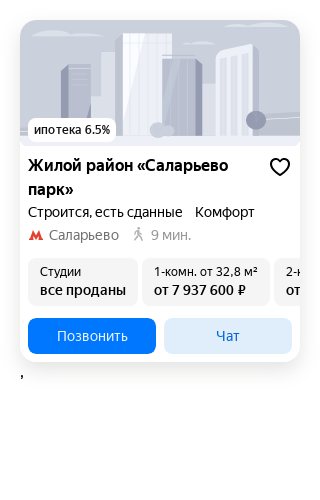 ипотека 6.5%
Жилой район «Саларьево
парк»
Строится, есть сданные Комфорт
Саларьево 9 мин.
Студии
все проданы
1-комн. от 32,8 м²
от 7 937 600 ₽
2-к
от
Позвонить
Чат
,